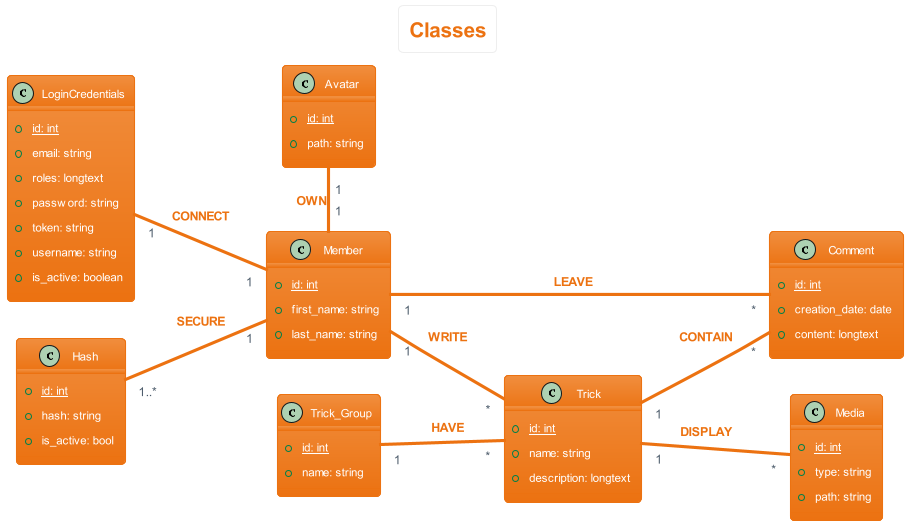 Classes
C LoginCredentials
id: int
email: string
roles: longtext
password: string
token: string
username: string
is_active: boolean
C Avatar
id: int
path: string
1
OWN
1
CONNECT
1
1
C Member
id: int
first_name: string
last_name: string
LEAVE
1
*
C Comment
id: int
creation_date: date
content: longtext
SECURE
1
1..*
C Hash
id: int
hash: string
is_active: bool
WRITE
1
*
CONTAIN
*
1
C Trick_Group
id: int
name: string
HAVE
1
*
C Trick
id: int
name: string
description: longtext
DISPLAY
1
*
C Media
id: int
type: string
path: string